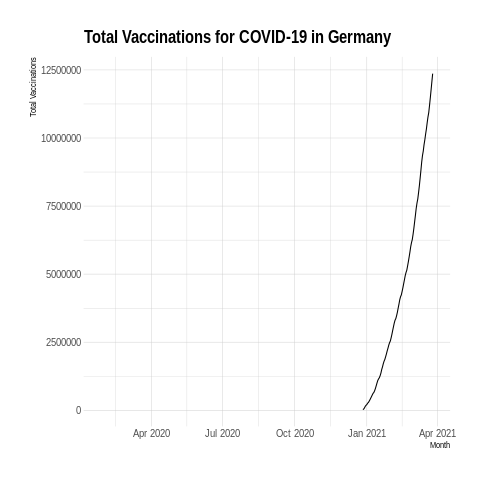 Total Vaccinations for COVID-19 in Germany
Total Vaccinations
12500000
10000000
7500000
5000000
2500000
0
Apr 2020 Jul 2020 Oct 2020 Jan 2021 Apr 2021
Month